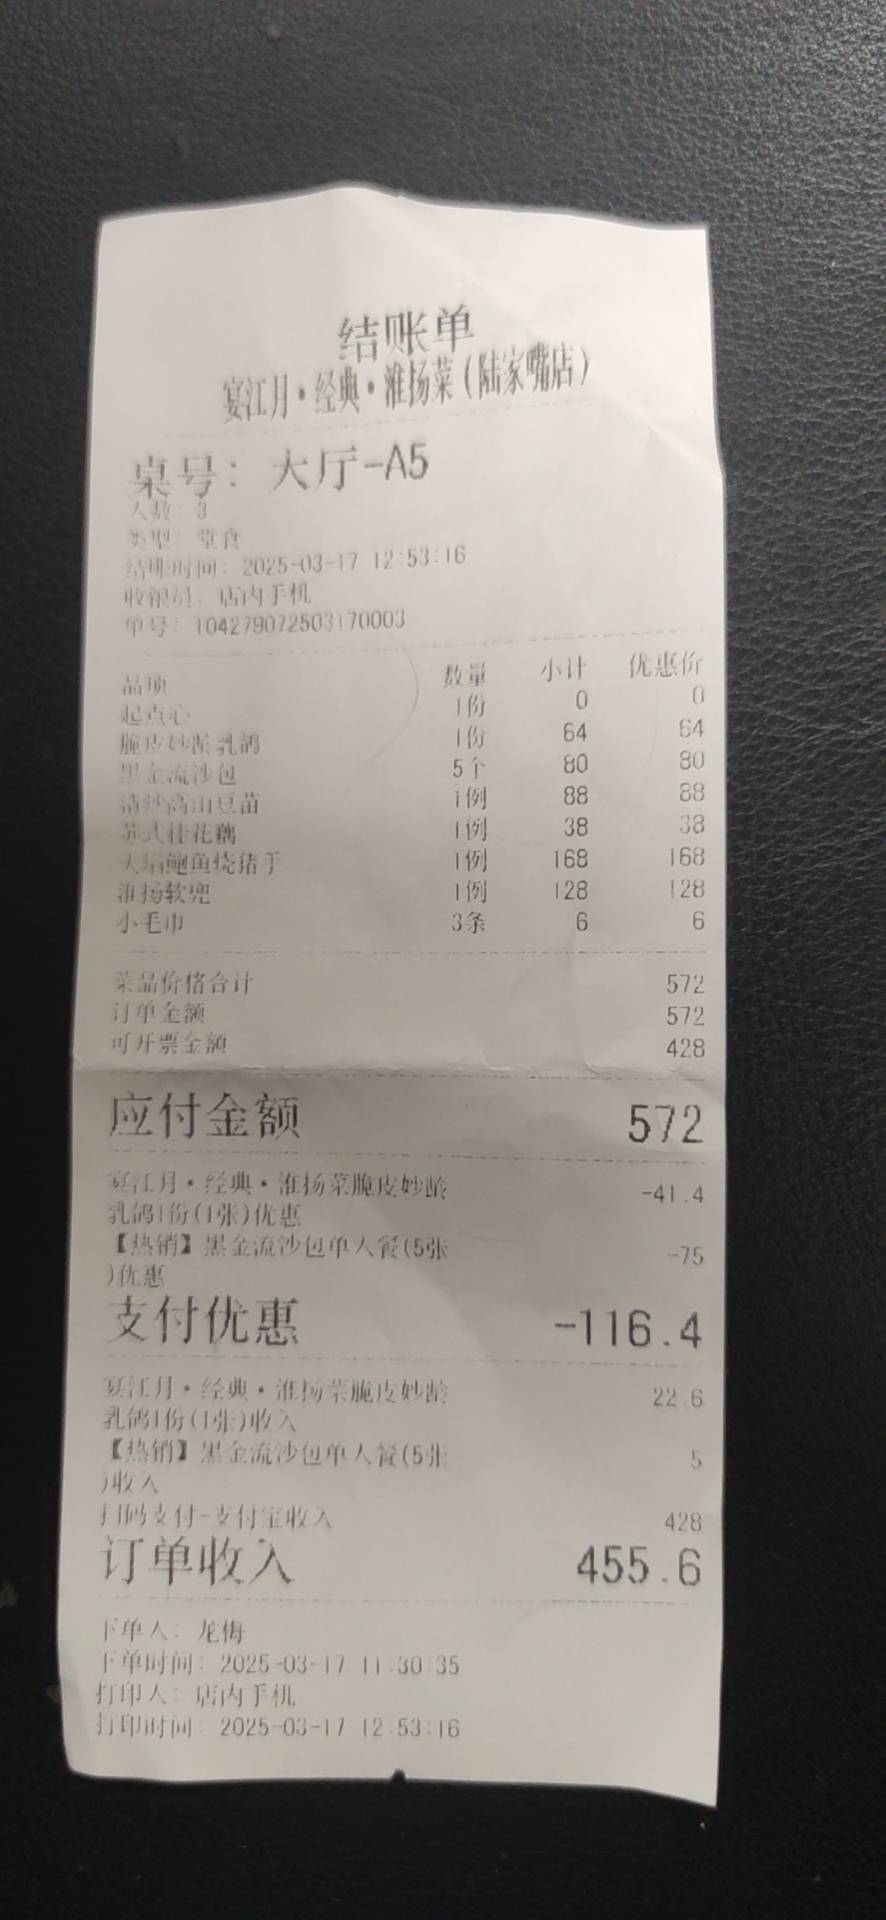 结账单
宴江月·经典·淮扬菜(陆家嘴店)
桌号: 大厅-A5
人数: 3
类型: 堂食
结账时间: 2025-03-17 12:53:16
收银员: 店内手机
单号: 104279072503170003
品项 数量 小计 优惠价
起点心 1份 0 0
脆皮妙龄乳鸽 1份 64 64
黑金流沙包 5个 80 80
清炒高山豆苗 1例 88 88
苏式桂花藕 1例 38 38
大焗鲍鱼烧猪手 1例 168 168
淮扬软兜 1例 128 128
小毛巾 3条 6 6
菜品价格合计 572
订单金额 572
可开票金额 428
应付金额 572
宴江月·经典·淮扬菜脆皮妙龄 -41.4
乳鸽1份(1张)优惠
【热销】黑金流沙包单人餐(5张 -75
)优惠
支付优惠 -116.4
宴江月·经典·淮扬菜脆皮妙龄 22.6
乳鸽1份(1张)收入
【热销】黑金流沙包单人餐(5张 5
)收入
扫码支付-支付宝收入 428
订单收入 455.6
下单人: 龙梅
下单时间: 2025-03-17 11:30:35
打印人: 店内手机
打印时间: 2025-03-17 12:53:16